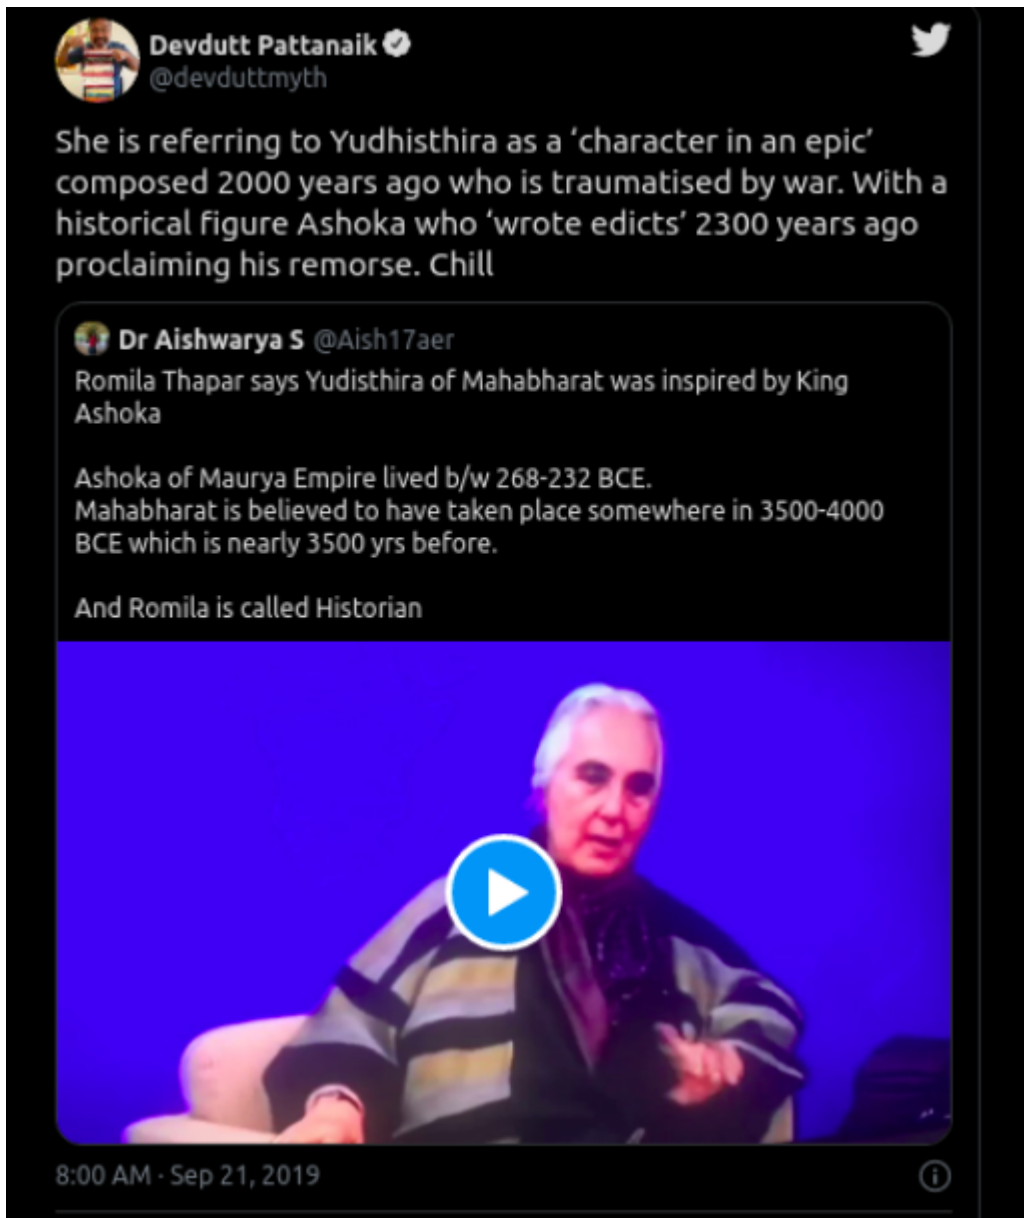 Devdutt Pattanaik
@devduttmyth
She is referring to Yudhisthira as a ‘character in an epic’
composed 2000 years ago who is traumatised by war. With a
historical figure Ashoka who ‘wrote edicts’ 2300 years ago
proclaiming his remorse. Chill
Dr Aishwarya S @Aish17aer
Romila Thapar says Yudisthira of Mahabharat was inspired by King
Ashoka
Ashoka of Maurya Empire lived b/w 268-232 BCE.
Mahabharat is believed to have taken place somewhere in 3500-4000
BCE which is nearly 3500 yrs before.
And Romila is called Historian
8:00 AM · Sep 21, 2019